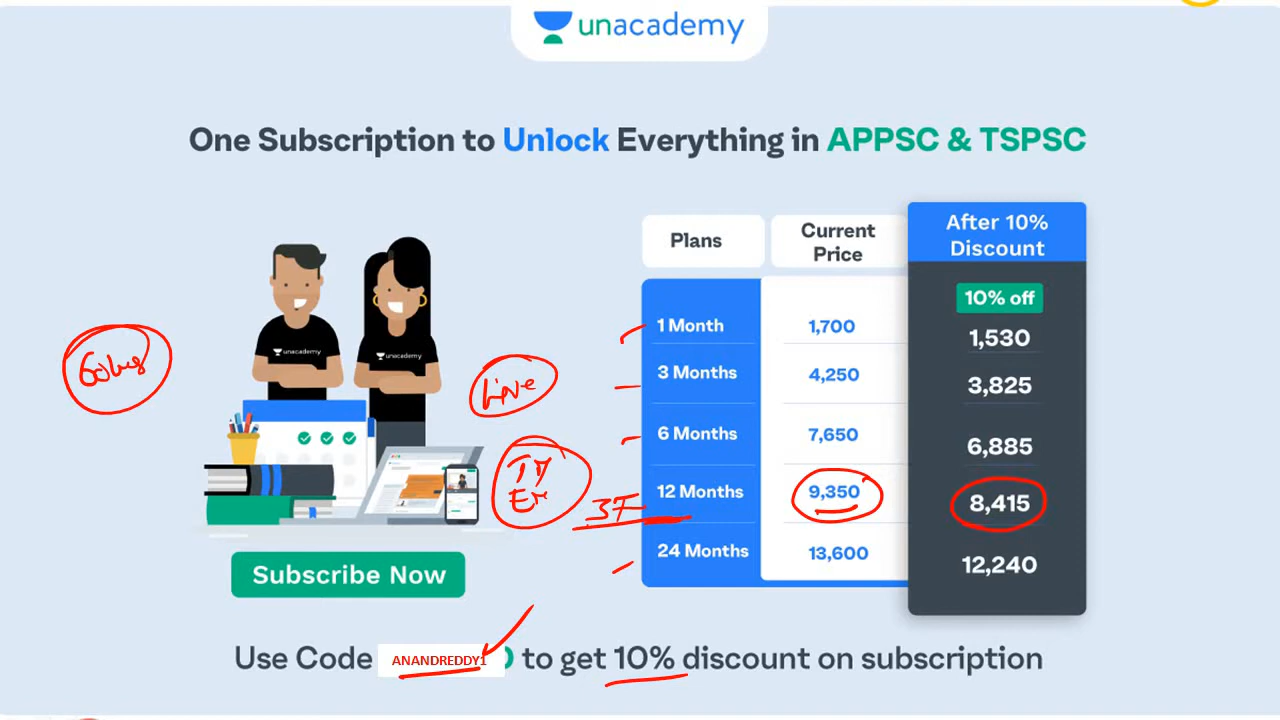 unacademy
One Subscription to Unlock Everything in APPSC & TSPSC
Plans
Current
Price
After 10%
Discount
10% off
1 Month 1,700 1,530
3 Months 4,250 3,825
6 Months 7,650 6,885
12 Months 9,350 8,415
24 Months 13,600 12,240
unacademy
unacademy
Live
Subscribe Now
Use Code ANANDREDDY1 to get 10% discount on subscription